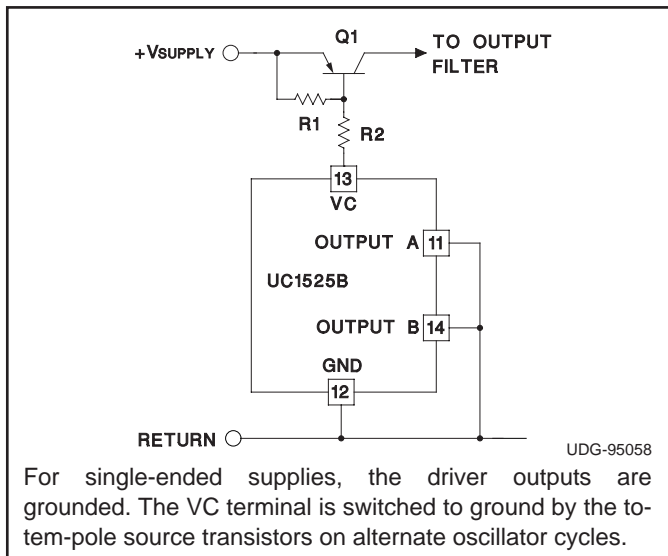 Q1
+VSUPPLY
TO OUTPUT
FILTER
R1
R2
13
VC
OUTPUT A 11
UC1525B
OUTPUT B 14
GND
12
RETURN
UDG-95058
For single-ended supplies, the driver outputs are
grounded. The VC terminal is switched to ground by the to-
tem-pole source transistors on alternate oscillator cycles.